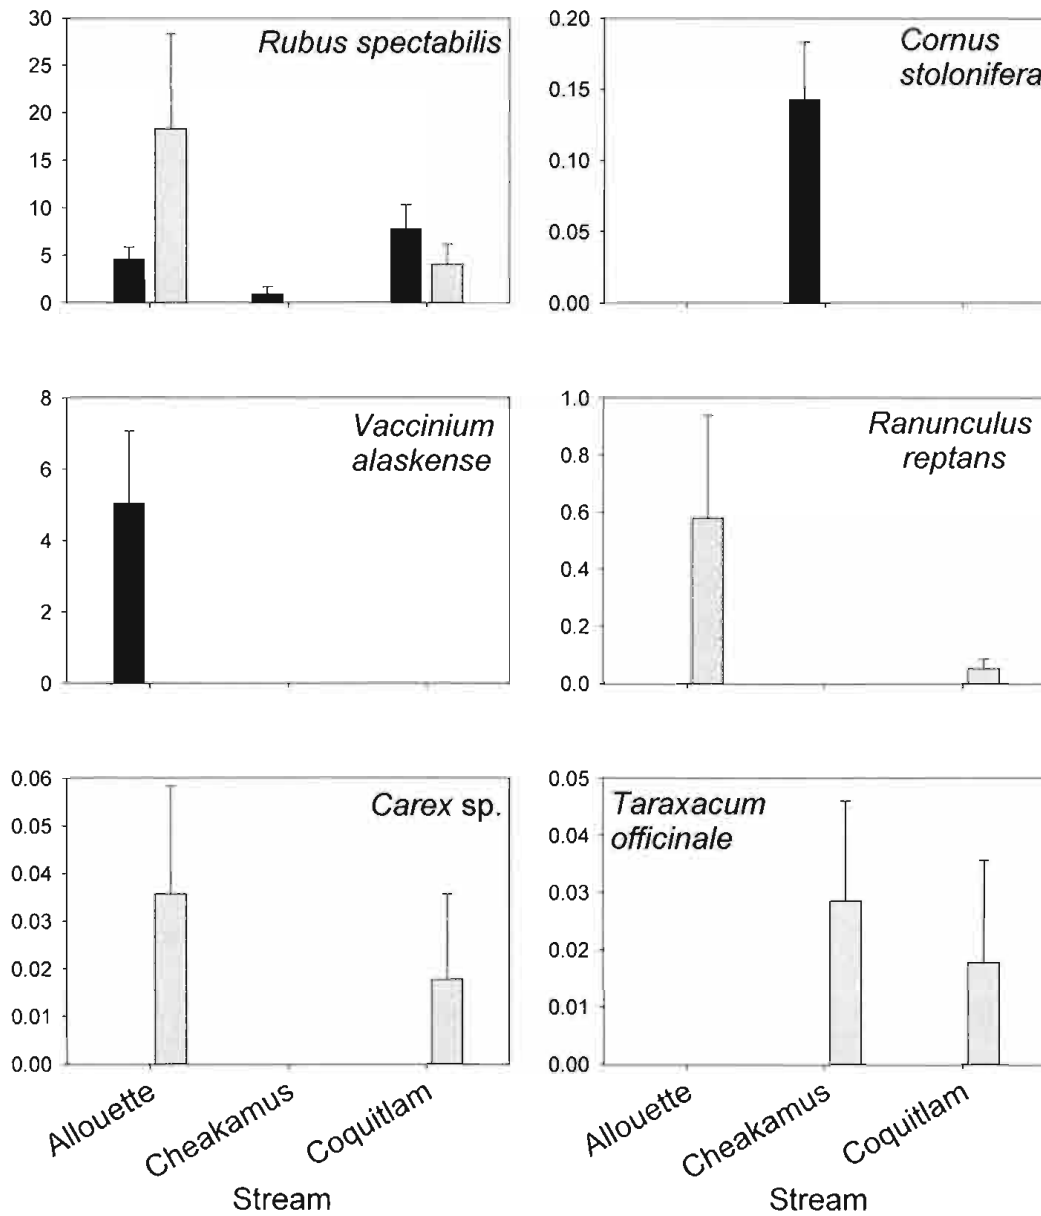 30
25
20
15
10
5
0
Rubus spectabilis
0.20
0.15
0.10
0.05
0.00
Cornus
stolonifera
8
6
4
2
0
Vaccinium
alaskense
1.0
0.8
0.6
0.4
0.2
0.0
Ranunculus
reptans
0.06
0.05
0.04
0.03
0.02
0.01
0.00
Carex sp.
0.05
0.04
0.03
0.02
0.01
0.00
Taraxacum
officinale
Allouette
Cheakamus
Coquitlam
Stream
Allouette
Cheakamus
Coquitlam
Stream